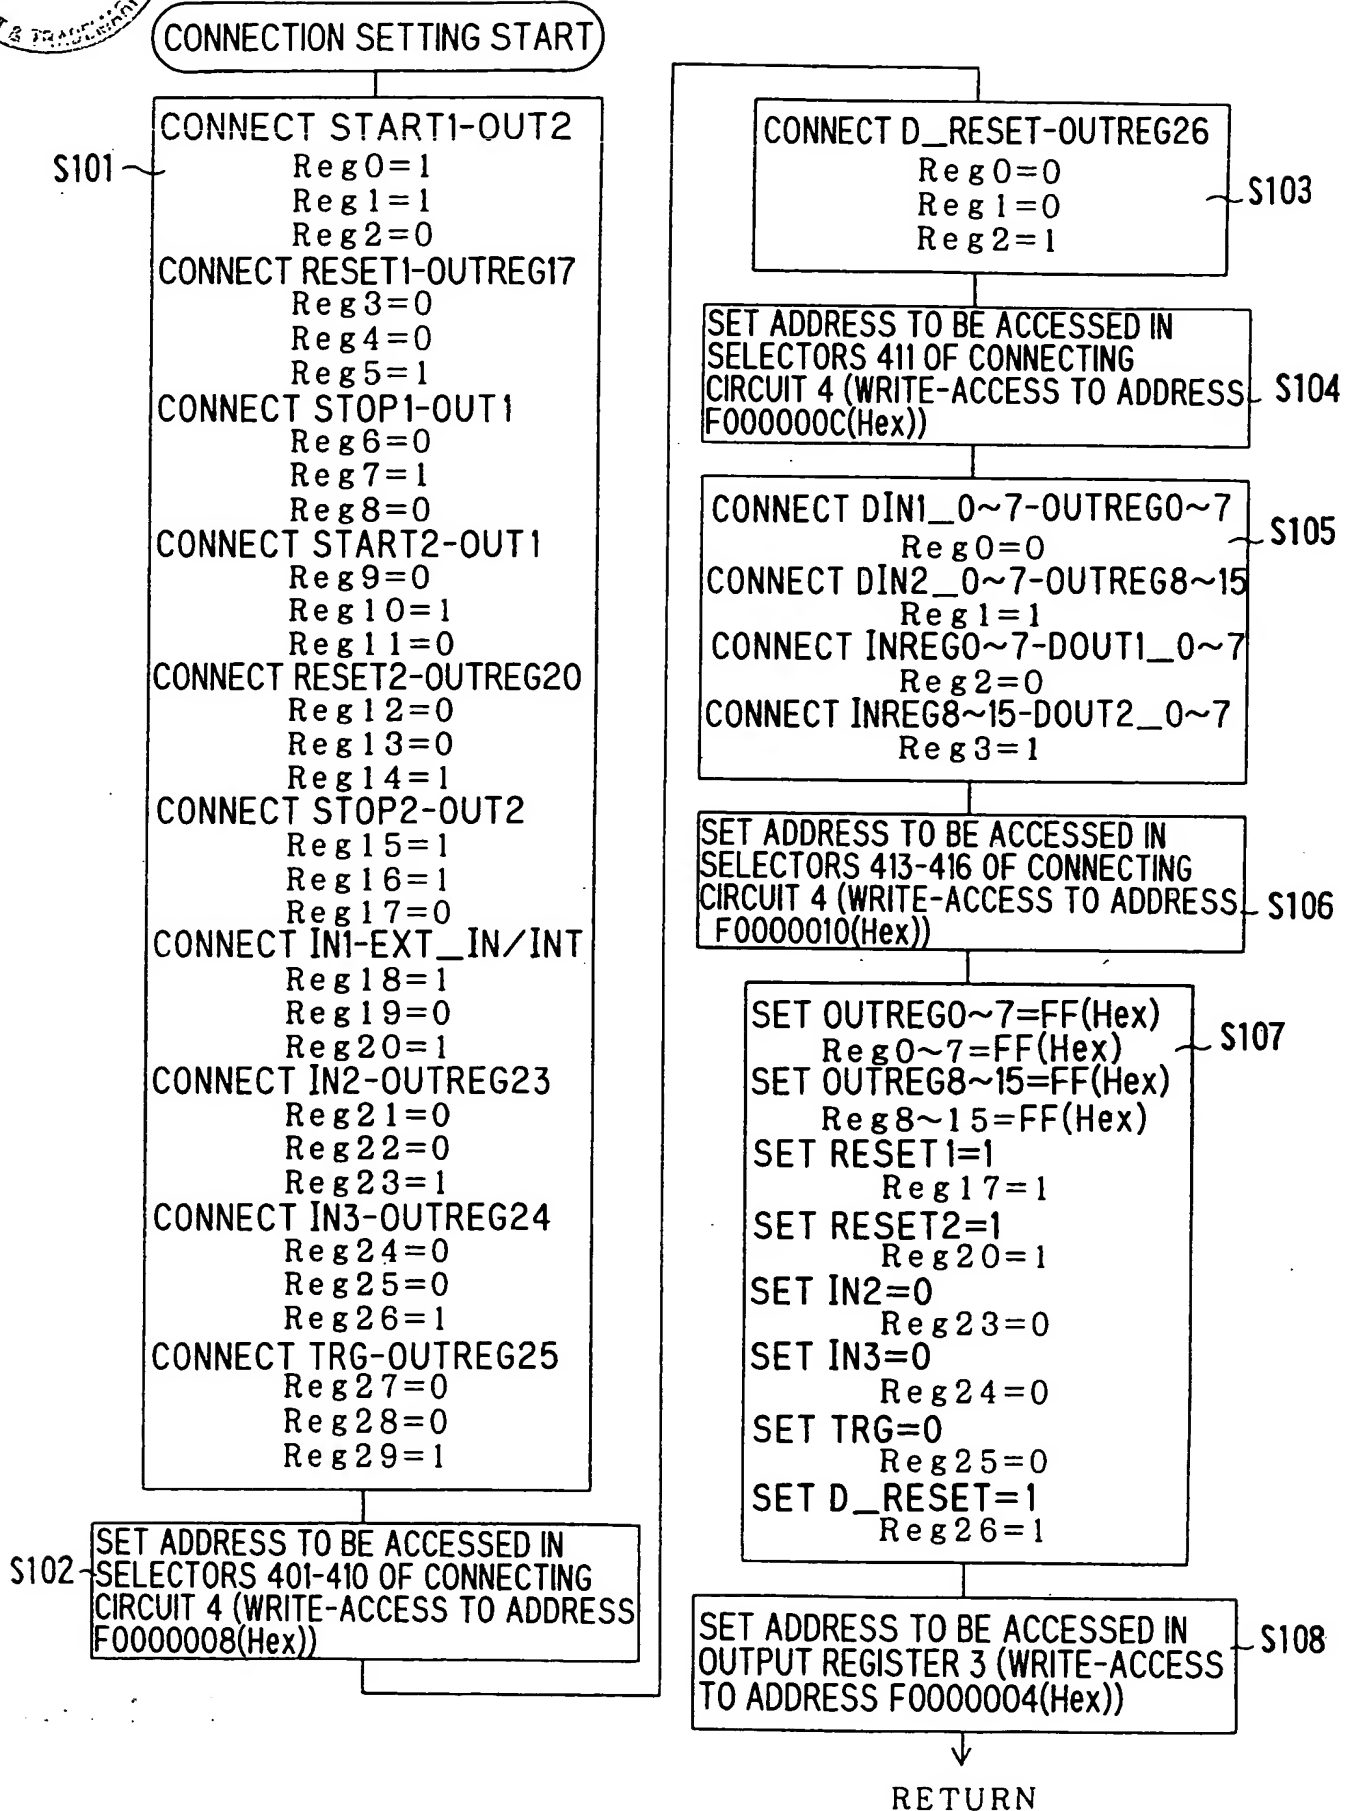 & TRADEMARK
CONNECTION SETTING START
S101
CONNECT START1-OUT2
Reg0=1
Reg1=1
Reg2=0
CONNECT RESET1-OUTREG17
Reg3=0
Reg4=0
Reg5=1
CONNECT STOP1-OUT1
Reg6=0
Reg7=1
Reg8=0
CONNECT START2-OUT1
Reg9=0
Reg10=1
Reg11=0
CONNECT RESET2-OUTREG20
Reg12=0
Reg13=0
Reg14=1
CONNECT STOP2-OUT2
Reg15=1
Reg16=1
Reg17=0
CONNECT IN1-EXT_IN/INT
Reg18=1
Reg19=0
Reg20=1
CONNECT IN2-OUTREG23
Reg21=0
Reg22=0
Reg23=1
CONNECT IN3-OUTREG24
Reg24=0
Reg25=0
Reg26=1
CONNECT TRG-OUTREG25
Reg27=0
Reg28=0
Reg29=1
S102
SET ADDRESS TO BE ACCESSED IN
SELECTORS 401-410 OF CONNECTING
CIRCUIT 4 (WRITE-ACCESS TO ADDRESS
F0000008(Hex))
CONNECT D_RESET-OUTREG26
Reg0=0
Reg1=0
Reg2=1
S103
SET ADDRESS TO BE ACCESSED IN
SELECTORS 411 OF CONNECTING
CIRCUIT 4 (WRITE-ACCESS TO ADDRESS
F000000C(Hex))
S104
CONNECT DIN1_0~7-OUTREG0~7
Reg0=0
CONNECT DIN2_0~7-OUTREG8~15
Reg1=1
CONNECT INREG0~7-DOUT1_0~7
Reg2=0
CONNECT INREG8~15-DOUT2_0~7
Reg3=1
S105
SET ADDRESS TO BE ACCESSED IN
SELECTORS 413-416 OF CONNECTING
CIRCUIT 4 (WRITE-ACCESS TO ADDRESS
F0000010(Hex))
S106
SET OUTREG0~7=FF(Hex)
Reg0~7=FF(Hex)
SET OUTREG8~15=FF(Hex)
Reg8~15=FF(Hex)
SET RESET1=1
Reg17=1
SET RESET2=1
Reg20=1
SET IN2=0
Reg23=0
SET IN3=0
Reg24=0
SET TRG=0
Reg25=0
SET D_RESET=1
Reg26=1
S107
SET ADDRESS TO BE ACCESSED IN
OUTPUT REGISTER 3 (WRITE-ACCESS
TO ADDRESS F0000004(Hex))
S108
RETURN